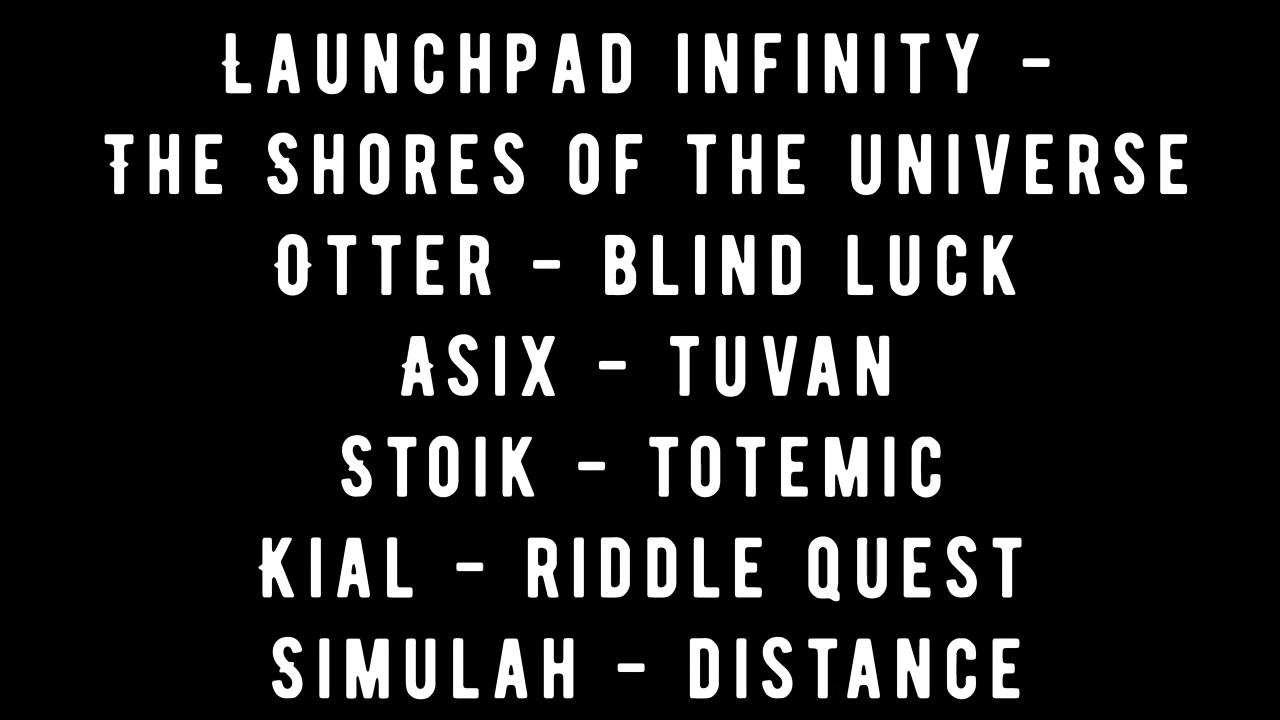 Launchpad Infinity -
The Shores of the Universe
Otter - Blind Luck
Asix - Tuvan
Stoik - Totemic
Kial - Riddle Quest
Simulah - Distance